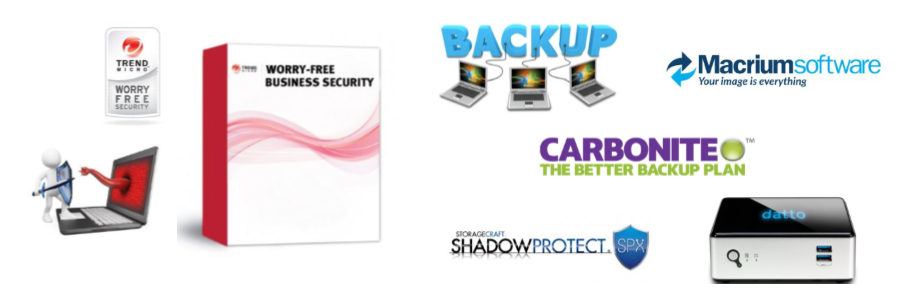 TREND
MICRO
WORRY
FREE
SECURITY
TREND
MICRO
WORRY-FREE
BUSINESS SECURITY
BACKUP
Macriumsoftware
Your image is everything
CARBONITE™
THE BETTER BACKUP PLAN
STORAGECRAFT.
SHADOWPROTECT. SPX
datto